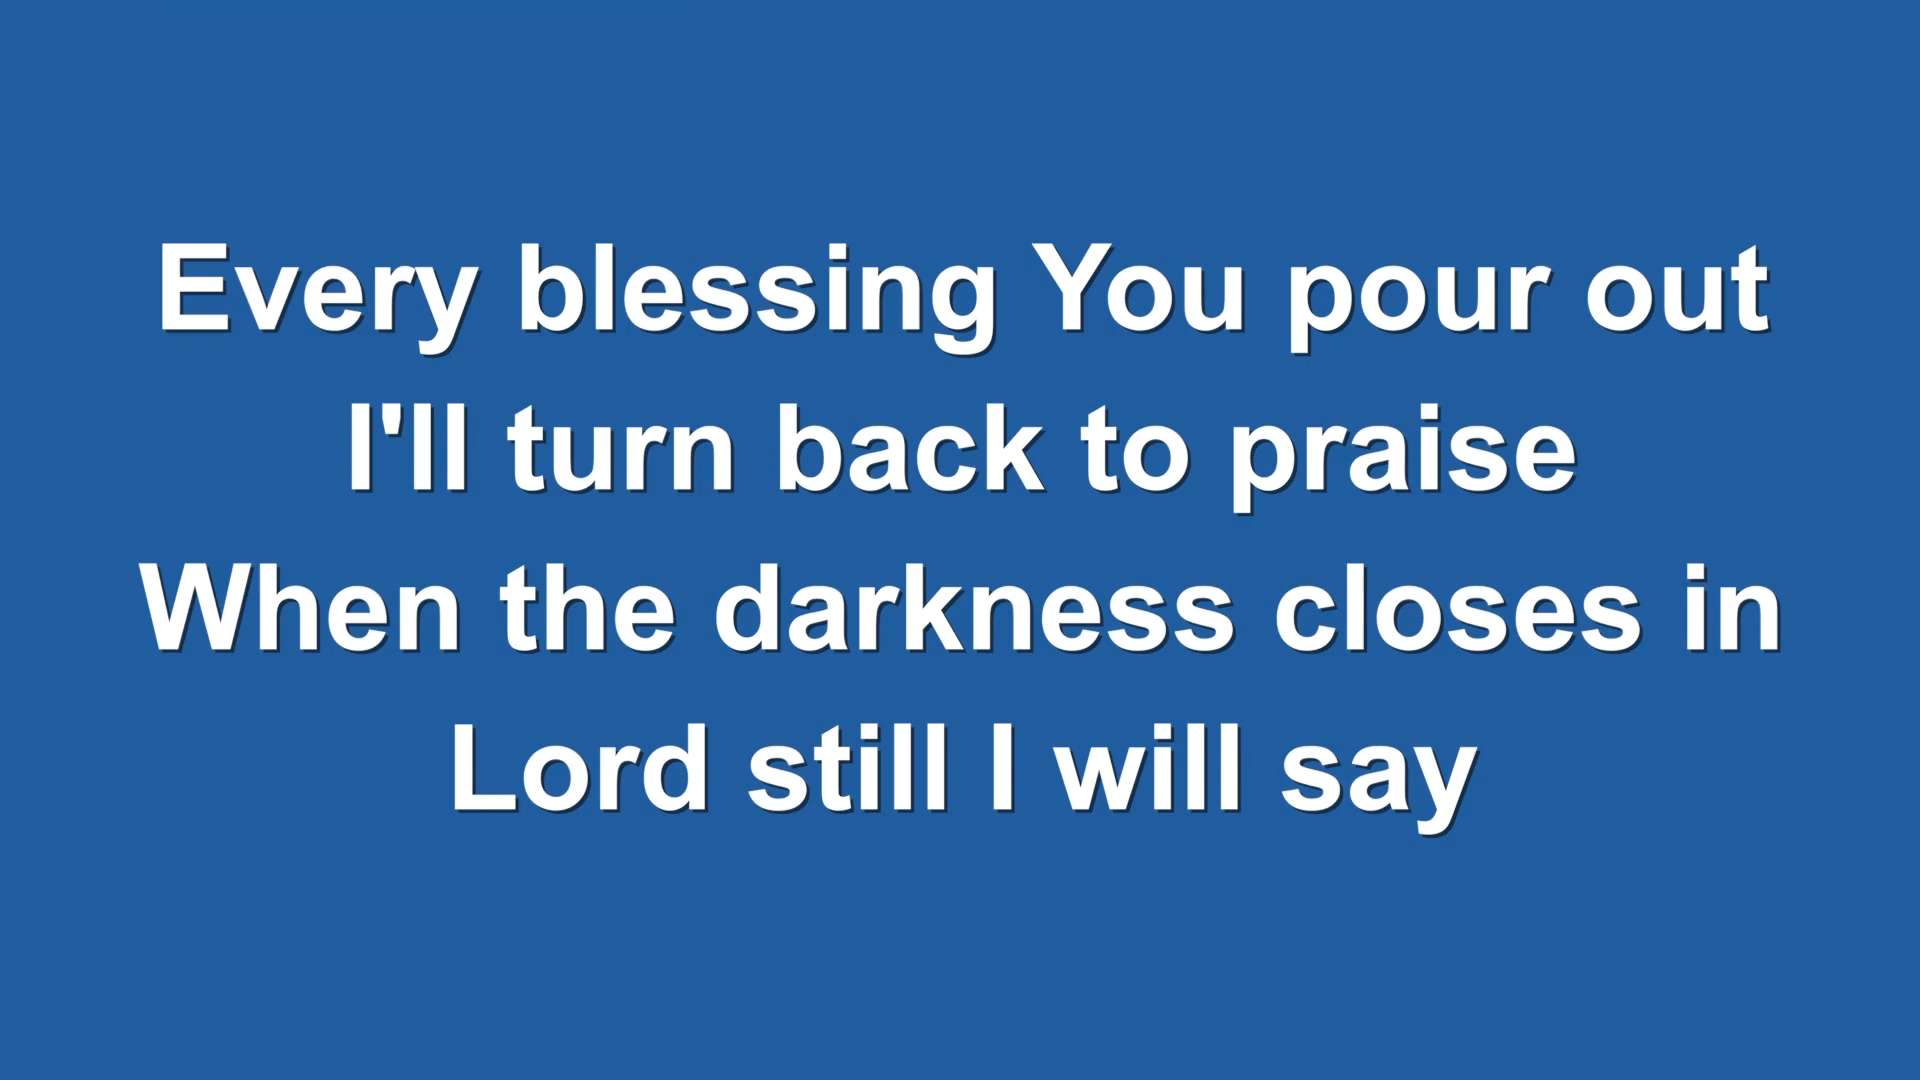 Every blessing You pour out
I'll turn back to praise
When the darkness closes in
Lord still I will say